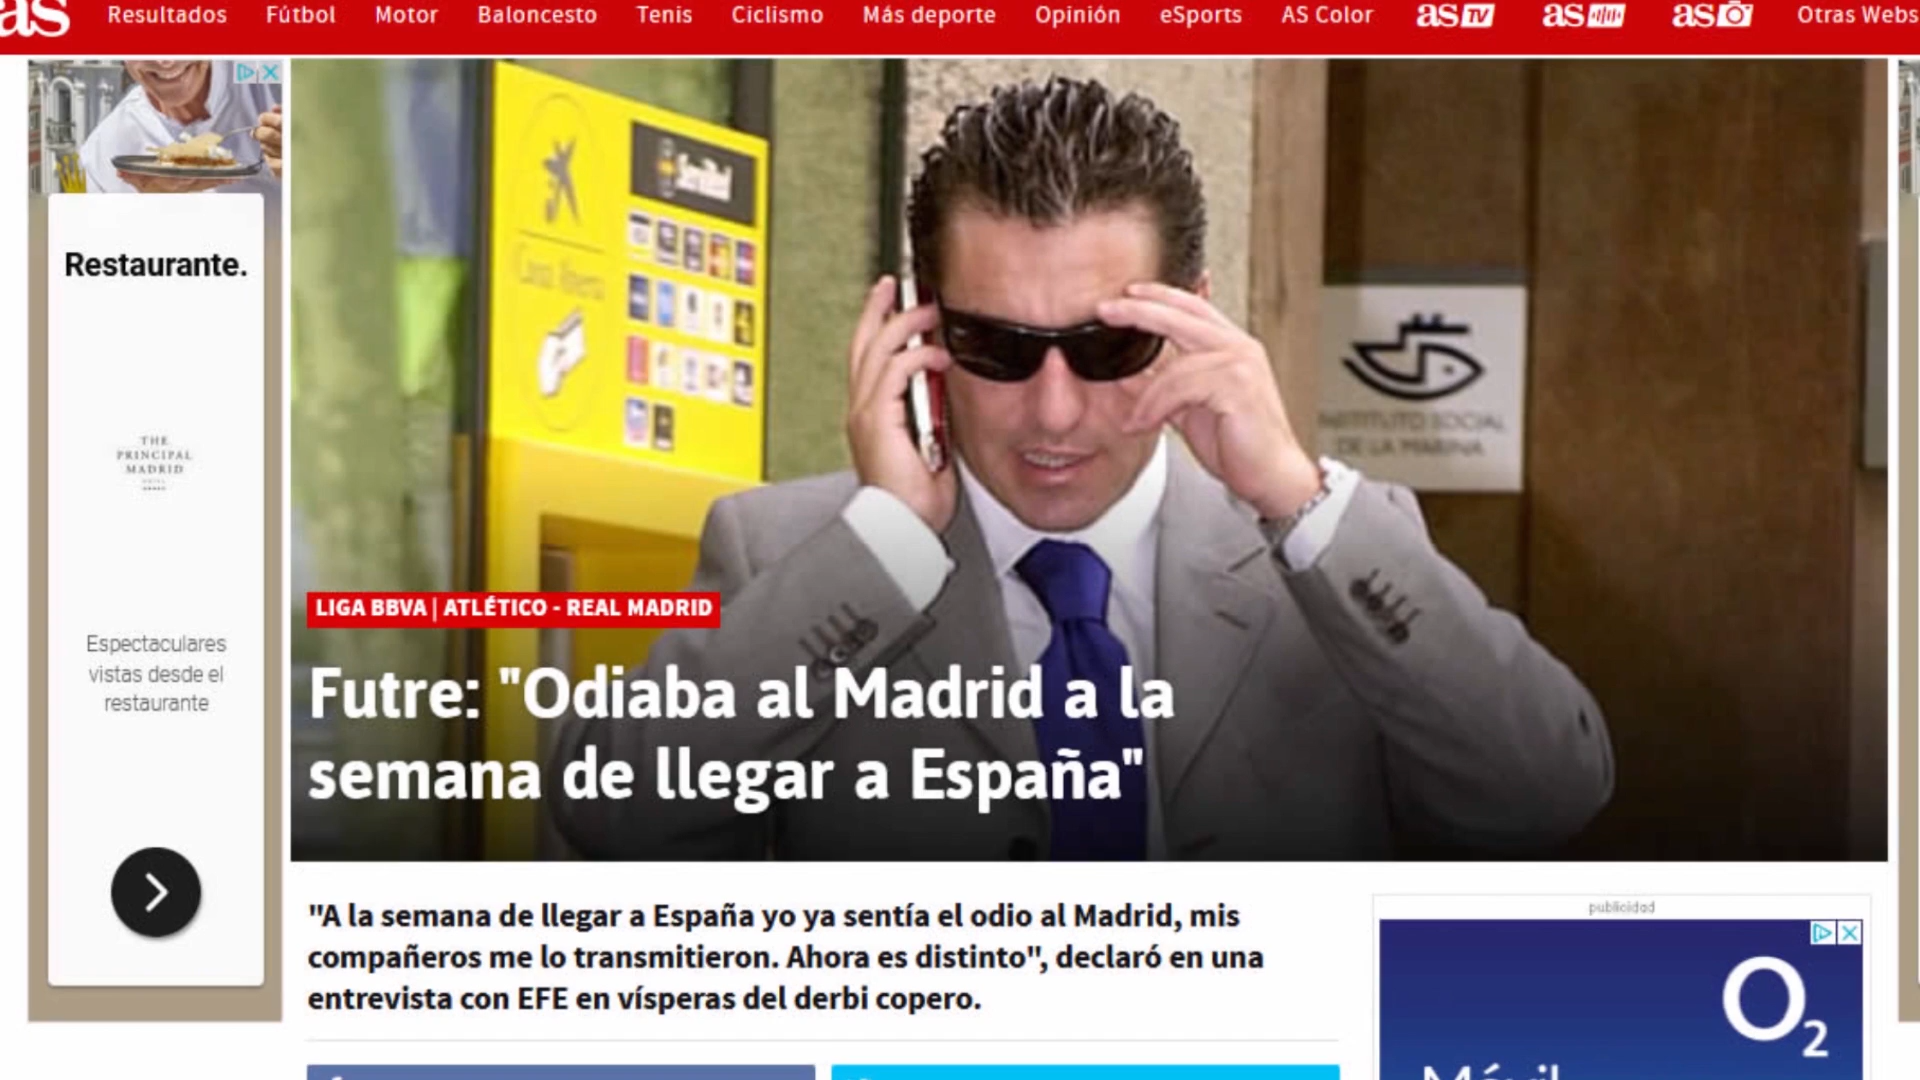 as
Resultados Fútbol Motor Baloncesto Tenis Ciclismo Más deporte Opinión eSports AS Color as TV as as Otras Webs
Restaurante.
THE
PRINCIPAL
MADRID
Espectaculares
vistas desde el
restaurante
INSTITUTO SOCIAL
DE LA MARINA
LIGA BBVA | ATLÉTICO - REAL MADRID
Futre: "Odiaba al Madrid a la
semana de llegar a España"
"A la semana de llegar a España yo ya sentía el odio al Madrid, mis
compañeros me lo transmitieron. Ahora es distinto", declaró en una
entrevista con EFE en vísperas del derbi copero.
publicidad
O2
Móvil